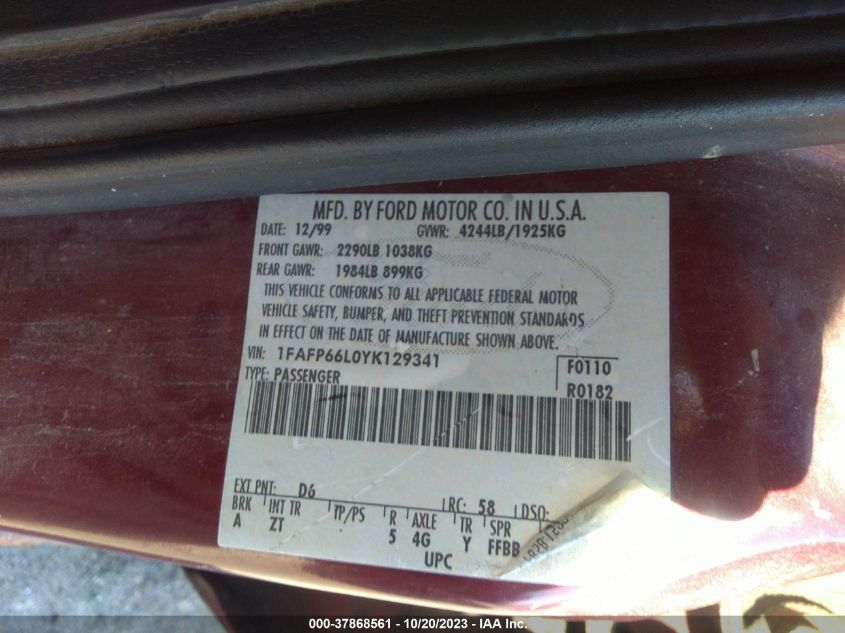 MFD. BY FORD MOTOR CO. IN U.S.A.
DATE: 12/99 GVWR: 4244LB/1925KG
FRONT GAWR: 2290LB 1038KG
REAR GAWR: 1984LB 899KG
THIS VEHICLE CONFORMS TO ALL APPLICABLE FEDERAL MOTOR
VEHICLE SAFETY, BUMPER, AND THEFT PREVENTION STANDARDS
IN EFFECT ON THE DATE OF MANUFACTURE SHOWN ABOVE.
VIN: 1FAFP66L0YK129341 F0110
TYPE: PASSENGER R0182
EXT PNT: D6 RC: 58 DSO:
BRK INT TR TP/PS R AXLE TR SPR
A ZT 5 4G Y FFBB
UPC
000-37868561 - 10/20/2023 - IAA Inc.